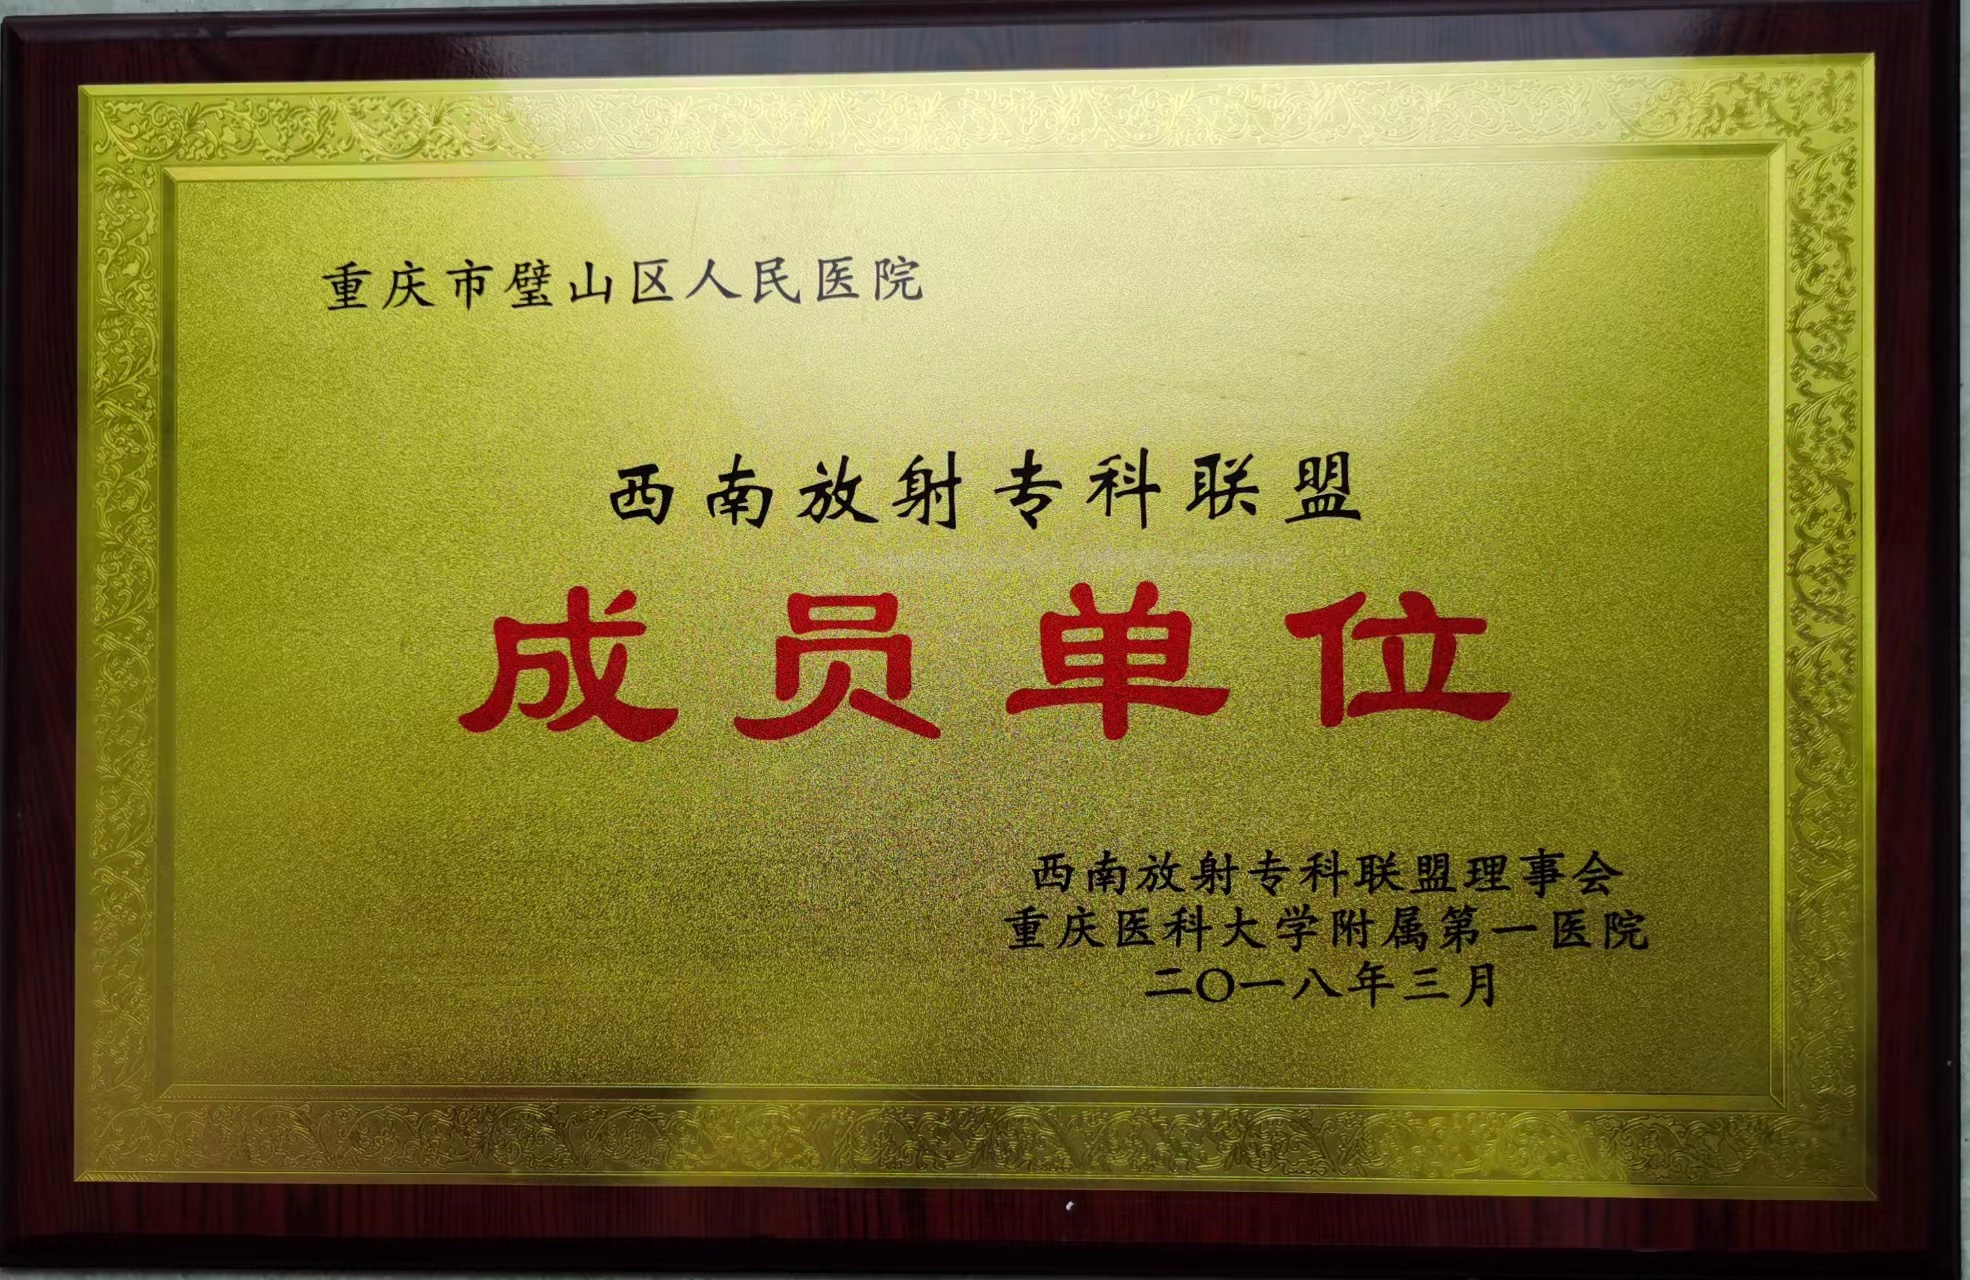 重庆市璧山区人民医院
西南放射专科联盟
成员单位
西南放射专科联盟理事会
重庆医科大学附属第一医院
二〇一八年三月